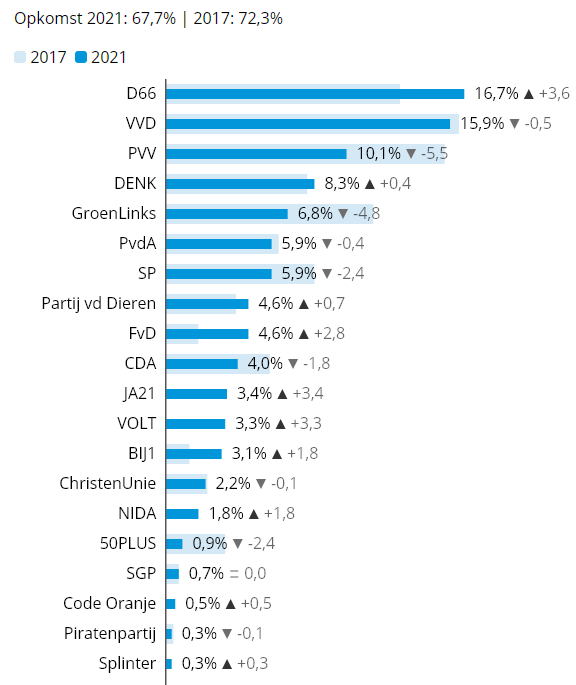 Opkomst 2021: 67,7% | 2017: 72,3%
2017 2021
D66 16,7% ▲ +3,6
VVD 15,9% ▼ -0,5
PVV 10,1% ▼ -5,5
DENK 8,3% ▲ +0,4
GroenLinks 6,8% ▼ -4,8
PvdA 5,9% ▼ -0,4
SP 5,9% ▼ -2,4
Partij vd Dieren 4,6% ▲ +0,7
FvD 4,6% ▲ +2,8
CDA 4,0% ▼ -1,8
JA21 3,4% ▲ +3,4
VOLT 3,3% ▲ +3,3
BIJ1 3,1% ▲ +1,8
ChristenUnie 2,2% ▼ -0,1
NIDA 1,8% ▲ +1,8
50PLUS 0,9% ▼ -2,4
SGP 0,7% = 0,0
Code Oranje 0,5% ▲ +0,5
Piratenpartij 0,3% ▼ -0,1
Splinter 0,3% ▲ +0,3